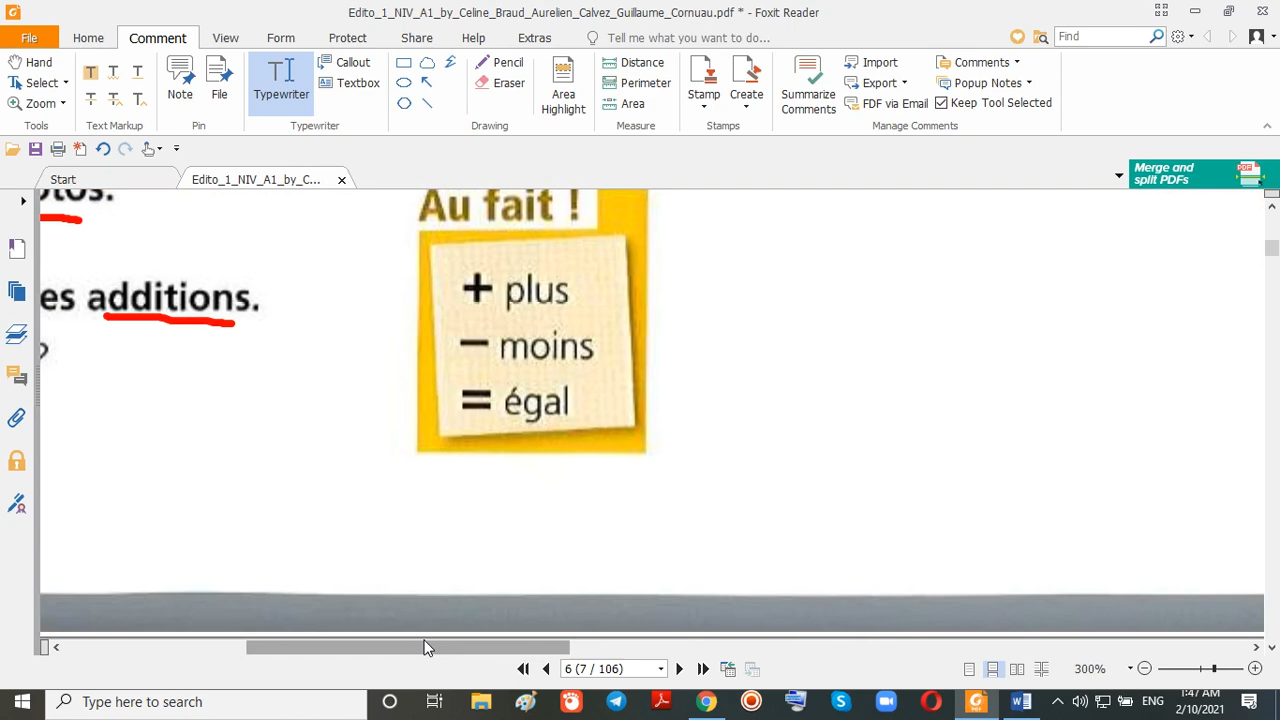 Edito_1_NIV_A1_by_Celine_Braud_Aurelien_Calvez_Guillaume_Cornuau.pdf * - Foxit Reader
File Home Comment View Form Protect Share Help Extras Tell me what you want to do... Find
Hand Select Zoom Tools
Text Markup
Note File Pin
Typewriter Callout Textbox Typewriter
Pencil Eraser Area Highlight Drawing
Distance Perimeter Area Measure
Stamp Create Stamps
Summarize Comments Import Export FDF via Email Comments Popup Notes Keep Tool Selected Manage Comments
Start Edito_1_NIV_A1_by_C...
Merge and
split PDFs
otos.
Au fait !
+ plus
es additions.
?
− moins
= égal
6 (7 / 106) 300%
Type here to search ENG
1:47 AM
2/10/2021